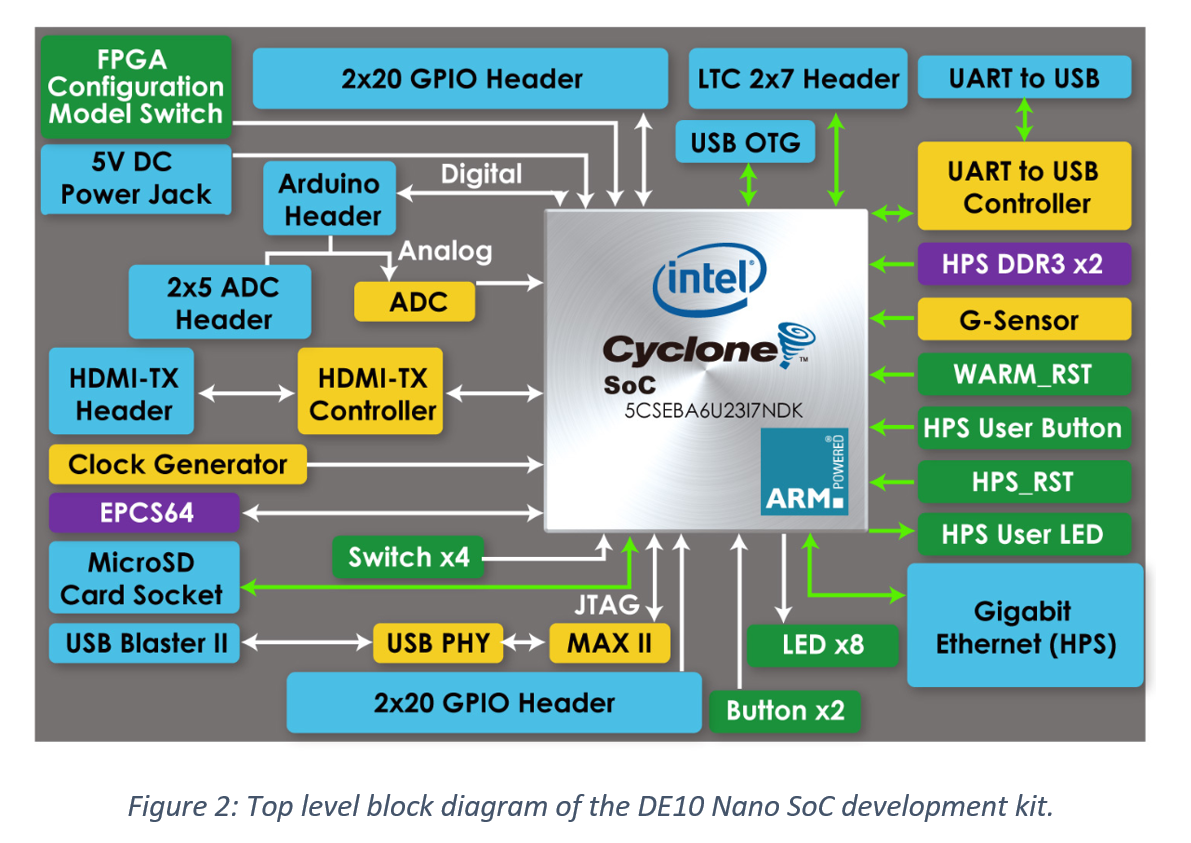 FPGA
Configuration
Model Switch
2x20 GPIO Header
LTC 2x7 Header
UART to USB
USB OTG
5V DC
Power Jack
Arduino
Header
Digital
UART to USB
Controller
Analog
2x5 ADC
Header
ADC
HPS DDR3 x2
G-Sensor
intel
Cyclone™
SoC
5CSEBA6U23I7NDK
ARM
POWERED
®
HDMI-TX
Header
HDMI-TX
Controller
WARM_RST
HPS User Button
Clock Generator
HPS_RST
EPCS64
HPS User LED
MicroSD
Card Socket
Switch x4
JTAG
Gigabit
Ethernet (HPS)
USB Blaster II
USB PHY
MAX II
LED x8
2x20 GPIO Header
Button x2
Figure 2: Top level block diagram of the DE10 Nano SoC development kit.